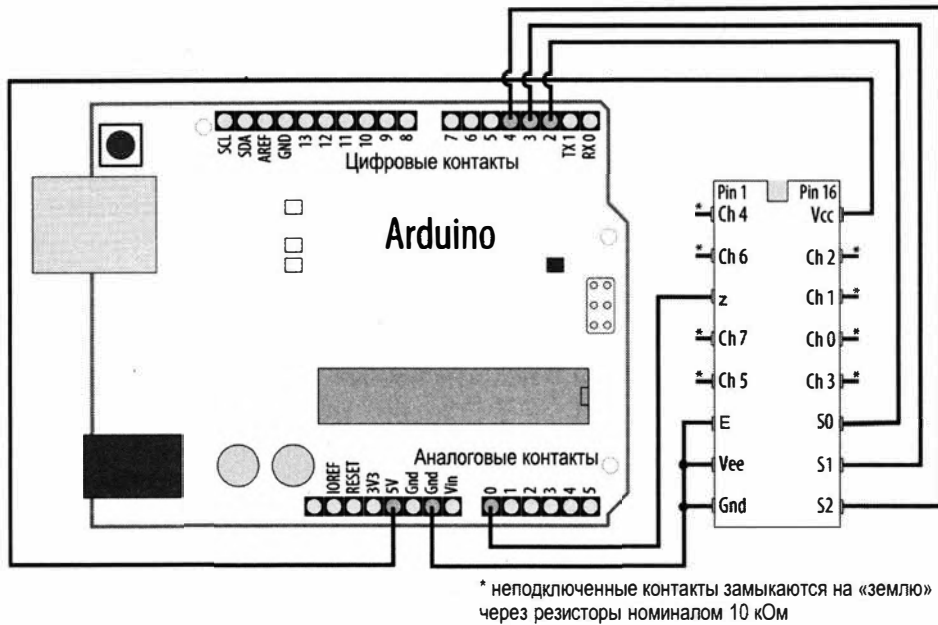 SCL
SDA
AREF
GND
13
12
11
10
9
8
7
6
5
4
3
2
TX 1
RX 0
Цифровые контакты
Arduino
Pin 1
Pin 16
* Ch 4
Vcc
* Ch 6
Ch 2 *
z
Ch 1 *
* Ch 7
Ch 0 *
* Ch 5
Ch 3 *
E
S0
Vee
S1
Gnd
S2
Аналоговые контакты
IOREF
RESET
3V3
5V
Gnd
Gnd
Vin
0
1
2
3
4
5
* неподключенные контакты замыкаются на «землю»
через резисторы номиналом 10 кОм